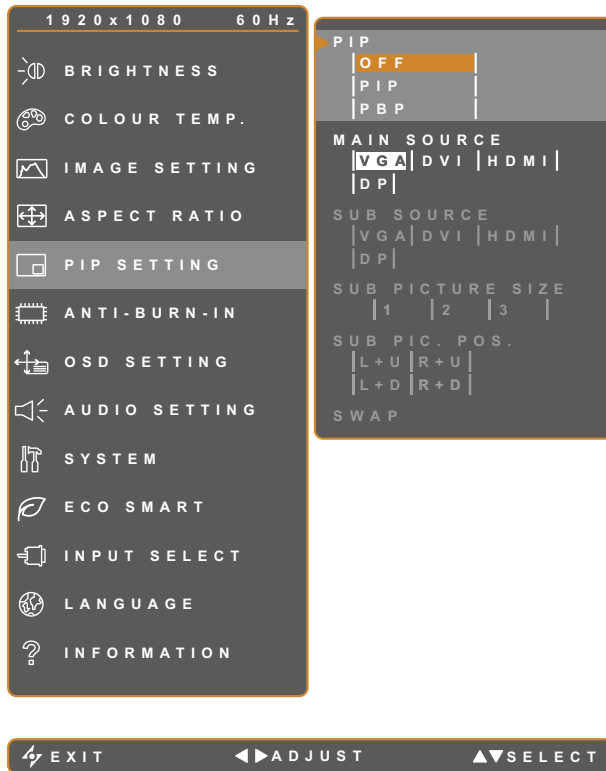 1920x1080 60Hz
BRIGHTNESS
COLOUR TEMP.
IMAGE SETTING
ASPECT RATIO
PIP SETTING
ANTI-BURN-IN
OSD SETTING
AUDIO SETTING
SYSTEM
ECO SMART
INPUT SELECT
LANGUAGE
INFORMATION
PIP
OFF
PIP
PBP
MAIN SOURCE
VGA DVI HDMI
DP
SUB SOURCE
VGA DVI HDMI
DP
SUB PICTURE SIZE
1 2 3
SUB PIC. POS.
L+U R+U
L+D R+D
SWAP
EXIT ADJUST SELECT